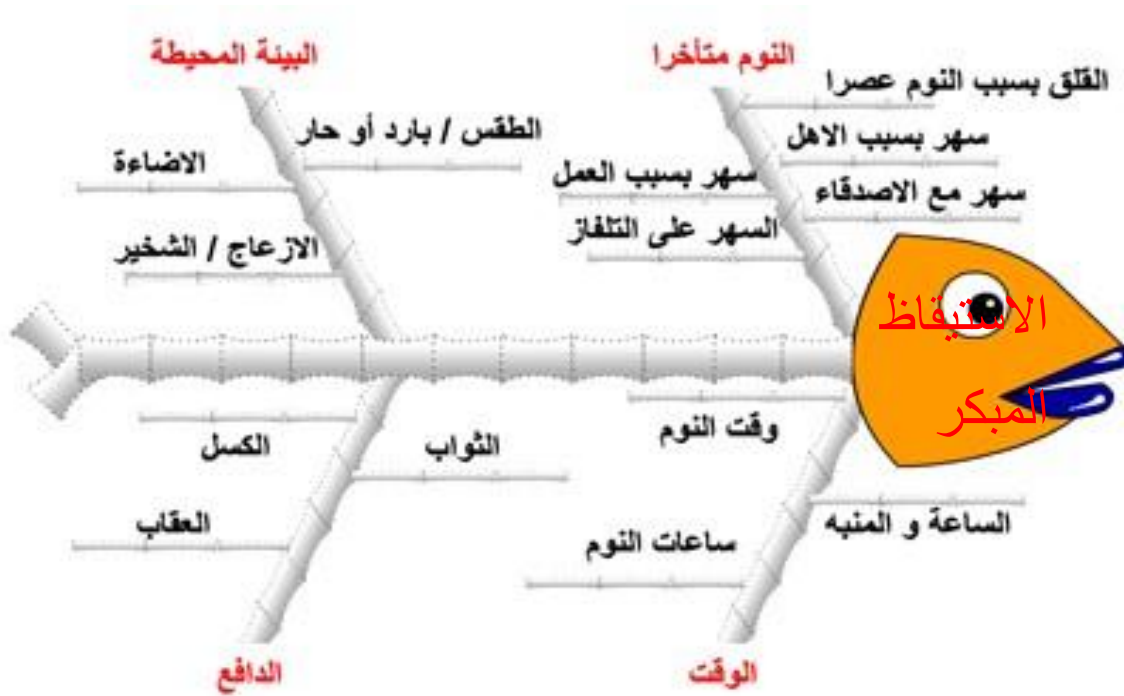 النوم متأخرا
البيئة المحيطة
القلق بسبب النوم عصرا
سهر بسبب الاهل
سهر مع الاصدقاء
سهر بسبب العمل
السهر على التلفاز
الطقس / بارد أو حار
الاضاءة
الازعاج / الشخير
الاستيقاظ
المبكر
وقت النوم
الساعة و المنبه
ساعات النوم
الكسل
الثواب
العقاب
الوقت
الدافع